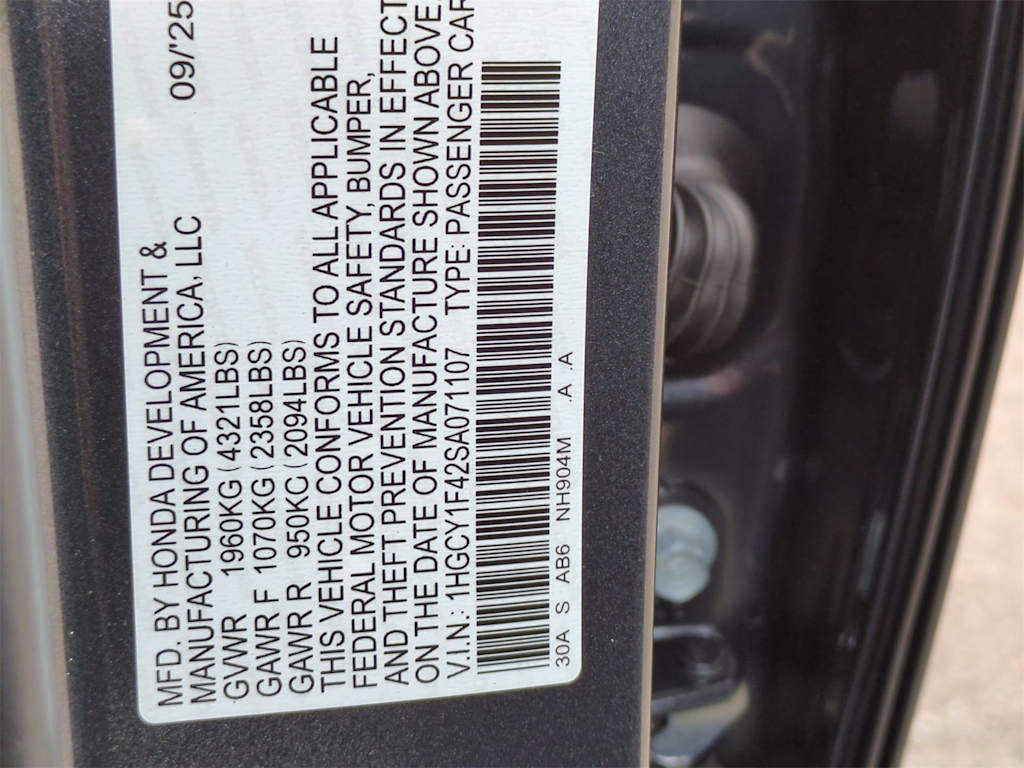 MFD. BY HONDA DEVELOPMENT &
MANUFACTURING OF AMERICA, LLC 09/'25
GVWR 1960KG (4321LBS)
GAWR F 1070KG (2358LBS)
GAWR R 950KG (2094LBS)
THIS VEHICLE CONFORMS TO ALL APPLICABLE
FEDERAL MOTOR VEHICLE SAFETY, BUMPER,
AND THEFT PREVENTION STANDARDS IN EFFECT
ON THE DATE OF MANUFACTURE SHOWN ABOVE.
V.I.N.: 1HGCY1F42SA071107 TYPE: PASSENGER CAR
30A S AB6 NH904M .A .A